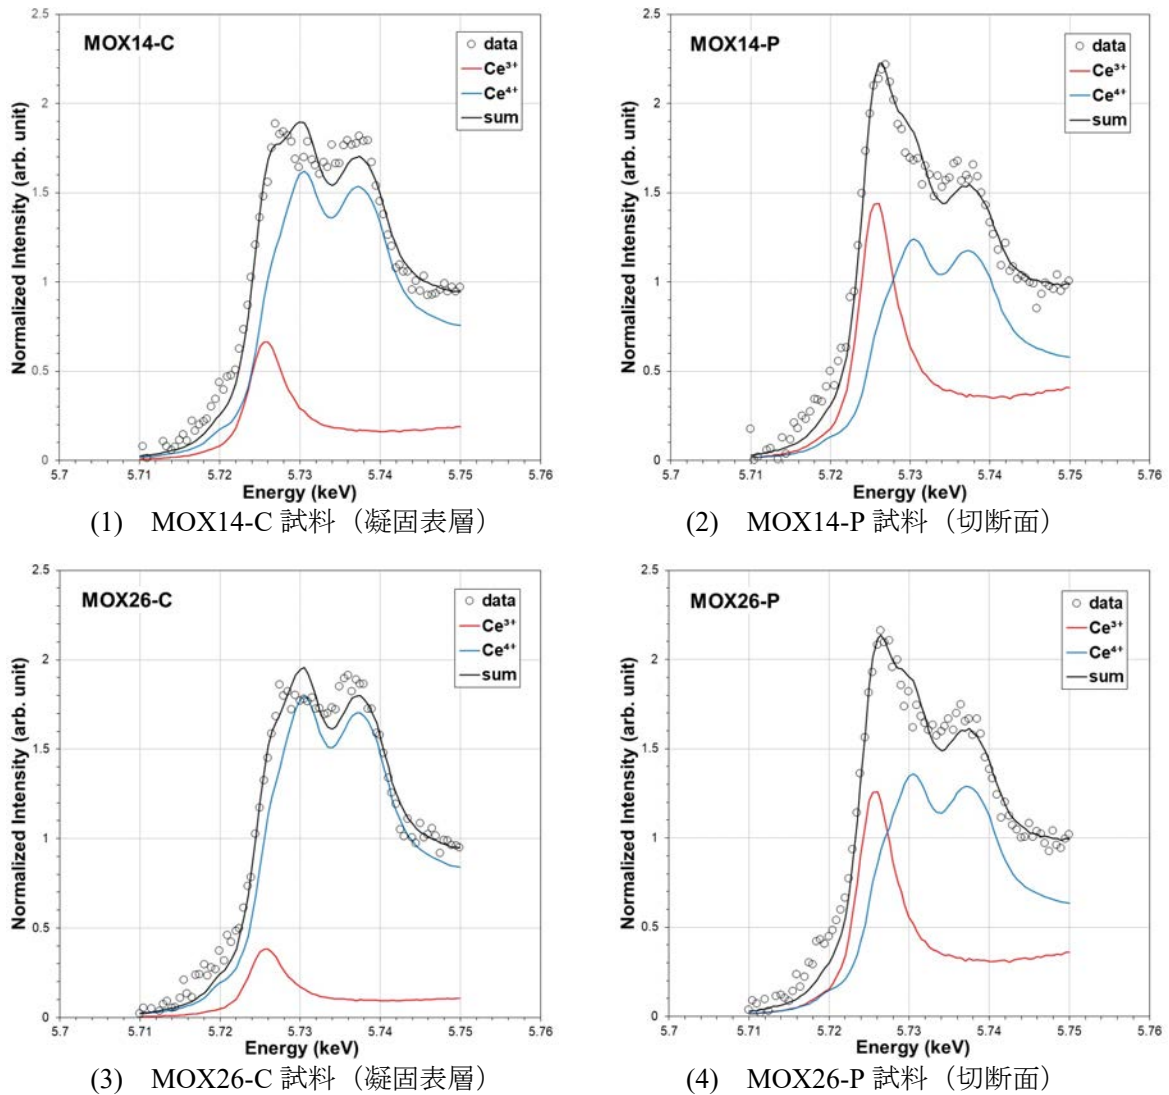 MOX14-C
data
Ce³⁺
Ce⁴⁺
sum
Normalized Intensity (arb. unit)
2.5
2
1.5
1
0.5
0
5.7 5.71 5.72 5.73 5.74 5.75 5.76
Energy (keV)
(1) MOX14-C 試料（凝固表層）
MOX14-P
data
Ce³⁺
Ce⁴⁺
sum
Normalized Intensity (arb. unit)
2.5
2
1.5
1
0.5
0
5.7 5.71 5.72 5.73 5.74 5.75 5.76
Energy (keV)
(2) MOX14-P 試料（切断面）
MOX26-C
data
Ce³⁺
Ce⁴⁺
sum
Normalized Intensity (arb. unit)
2.5
2
1.5
1
0.5
0
5.7 5.71 5.72 5.73 5.74 5.75 5.76
Energy (keV)
(3) MOX26-C 試料（凝固表層）
MOX26-P
data
Ce³⁺
Ce⁴⁺
sum
Normalized Intensity (arb. unit)
2.5
2
1.5
1
0.5
0
5.7 5.71 5.72 5.73 5.74 5.75 5.76
Energy (keV)
(4) MOX26-P 試料（切断面）